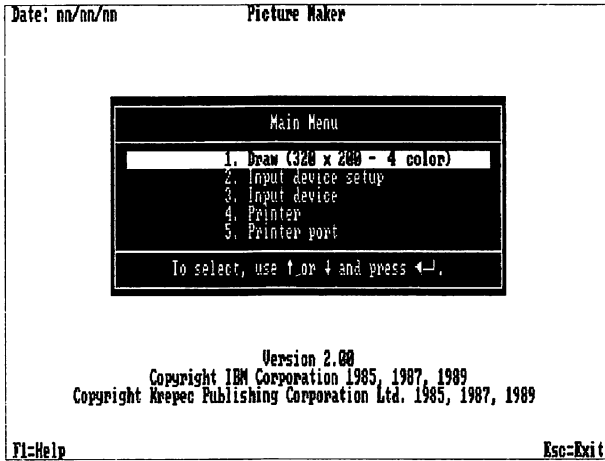 Date: nn/nn/nn Picture Maker
Main Menu
1. Draw (320 x 200 - 4 color)
2. Input device setup
3. Input device
4. Printer
5. Printer port
To select, use ↑ or ↓ and press ◄┘.
Version 2.00
Copyright IBM Corporation 1985, 1987, 1989
Copyright Krepec Publishing Corporation Ltd. 1985, 1987, 1989
F1=Help Esc=Exit